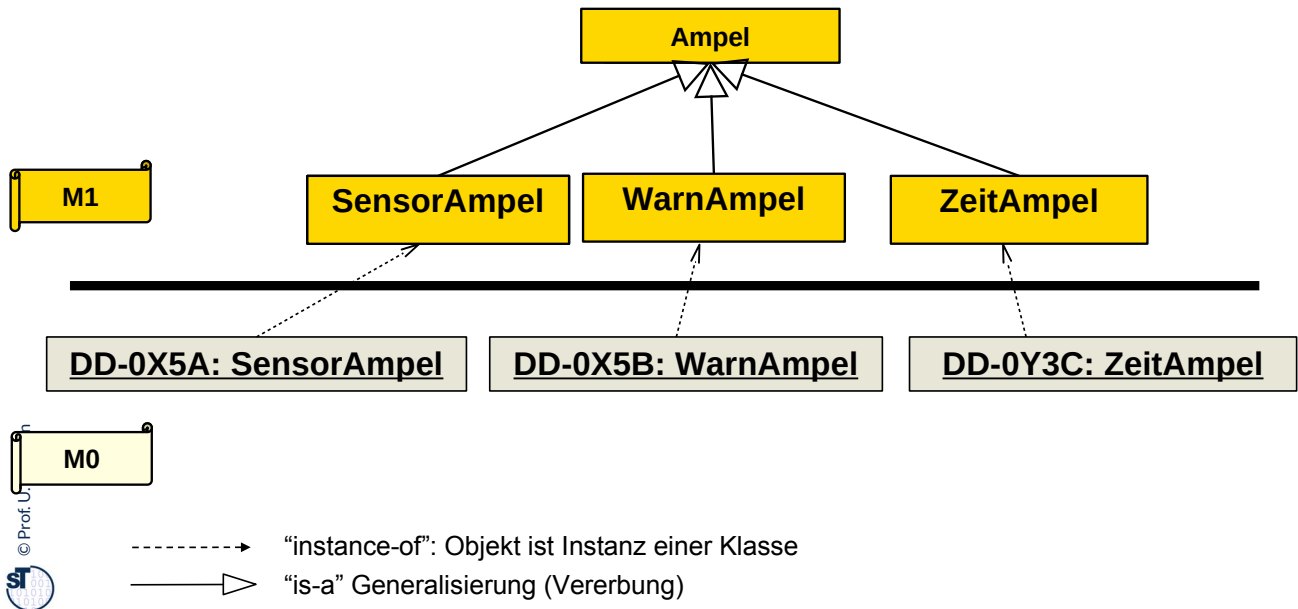 Ampel
M1
SensorAmpel
WarnAmpel
ZeitAmpel
DD-0X5A: SensorAmpel
DD-0X5B: WarnAmpel
DD-0Y3C: ZeitAmpel
M0
© Prof. U.
“instance-of”: Objekt ist Instanz einer Klasse
“is-a” Generalisierung (Vererbung)
ST